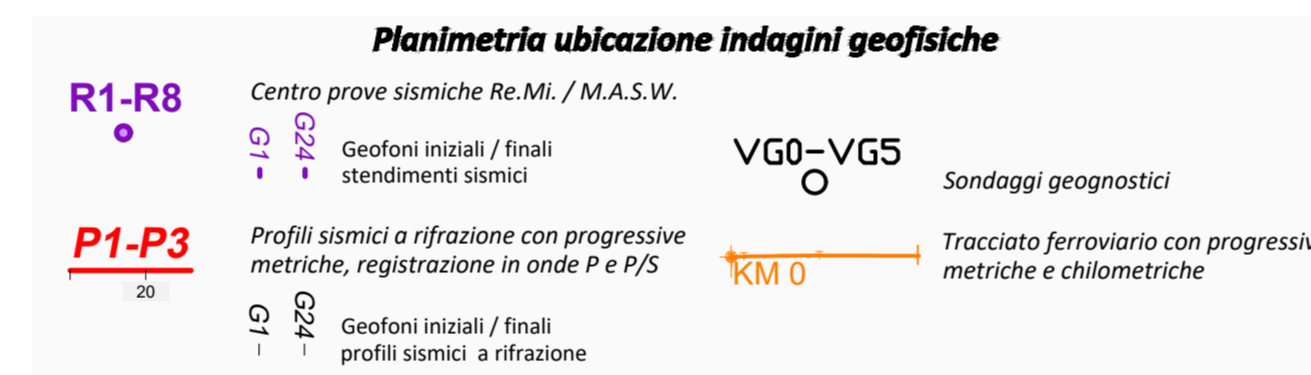 Planimetria ubicazione indagini geofisiche
R1-R8
Centro prove sismiche Re.Mi. / M.A.S.W.
G1
G24
Geofoni iniziali / finali
stendimenti sismici
VG0-VG5
Sondaggi geognostici
P1-P3
20
Profili sismici a rifrazione con progressive
metriche, registrazione in onde P e P/S
KM 0
Tracciato ferroviario con progressiv
metriche e chilometriche
G1
G24
Geofoni iniziali / finali
profili sismici a rifrazione